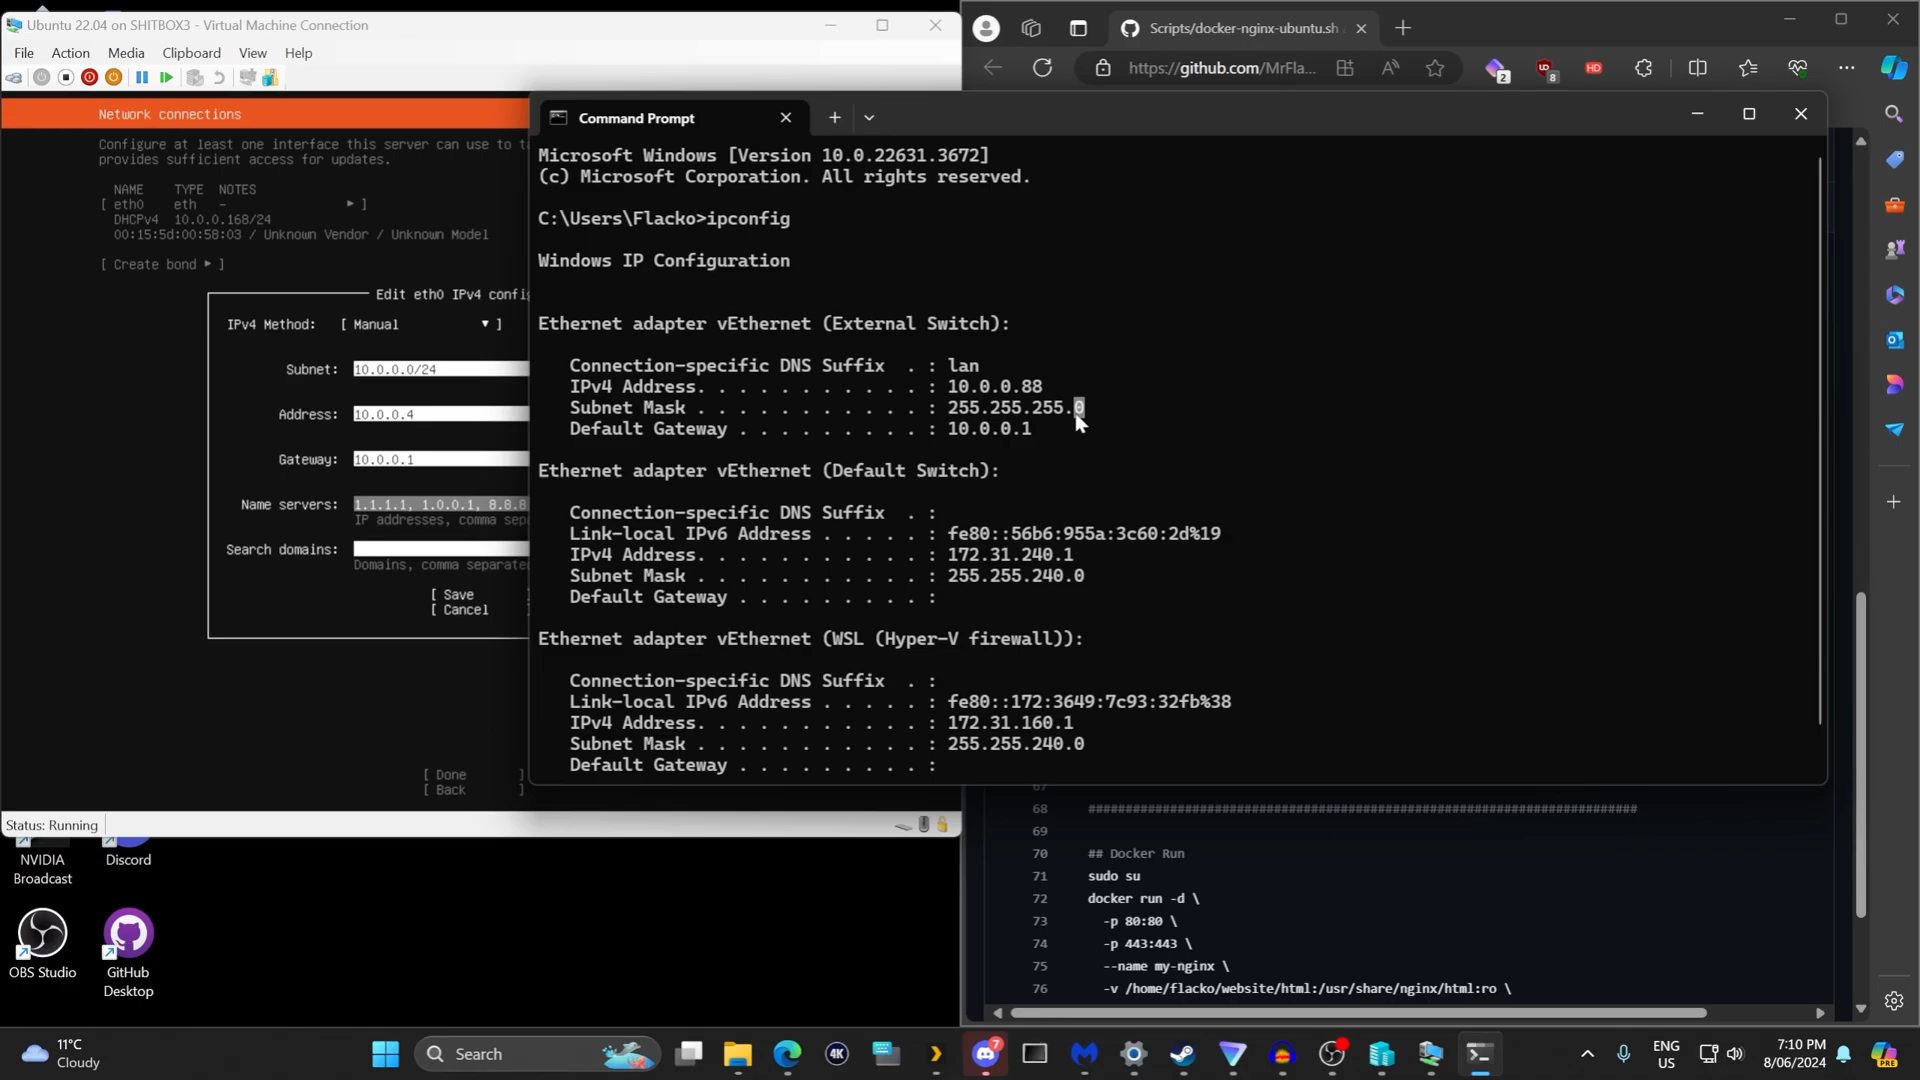 Ubuntu 22.04 on SHITBOX3 - Virtual Machine Connection
File Action Media Clipboard View Help
Network connections
Configure at least one interface this server can use to
provides sufficient access for updates.
NAME TYPE NOTES
[ eth0 eth - ▸ ]
DHCPv4 10.0.0.168/24
00:15:5d:00:58:03 / Unknown Vendor / Unknown Model
[ Create bond ▸ ]
Edit eth0 IPv4
IPv4 Method: [ Manual ▾ ]
Subnet: 10.0.0.0/24
Address: 10.0.0.4
Gateway: 10.0.0.1
Name servers: 1.1.1.1, 1.0.0.1, 8.8.8
IP addresses, comma
Search domains:
Domains, comma
[ Save
[ Cancel
[ Done ]
[ Back ]
Status: Running
Scripts/docker-nginx-ubuntu.sh
https://github.com/MrFla...
2
8
HD
Command Prompt
Microsoft Windows [Version 10.0.22631.3672]
(c) Microsoft Corporation. All rights reserved.
C:\Users\Flacko>ipconfig
Windows IP Configuration
Ethernet adapter vEthernet (External Switch):
Connection-specific DNS Suffix . : lan
IPv4 Address. . . . . . . . . . . : 10.0.0.88
Subnet Mask . . . . . . . . . . . : 255.255.255.0
Default Gateway . . . . . . . . . : 10.0.0.1
Ethernet adapter vEthernet (Default Switch):
Connection-specific DNS Suffix . :
Link-local IPv6 Address . . . . . : fe80::56b6:955a:3c60:2d%19
IPv4 Address. . . . . . . . . . . : 172.31.240.1
Subnet Mask . . . . . . . . . . . : 255.255.240.0
Default Gateway . . . . . . . . . :
Ethernet adapter vEthernet (WSL (Hyper-V firewall)):
Connection-specific DNS Suffix . :
Link-local IPv6 Address . . . . . : fe80::172:3649:7c93:32fb%38
IPv4 Address. . . . . . . . . . . : 172.31.160.1
Subnet Mask . . . . . . . . . . . : 255.255.240.0
Default Gateway . . . . . . . . . :
67
68 ##########################################################################
69
70 ## Docker Run
71 sudo su
72 docker run -d \
73 -p 80:80 \
74 -p 443:443 \
75 --name my-nginx \
76 -v /home/flacko/website/html:/usr/share/nginx/html:ro \
NVIDIA Broadcast
Discord
OBS Studio
GitHub Desktop
11°C
Cloudy
Search
4K
7
ENG
US
7:10 PM
8/06/2024
PRE